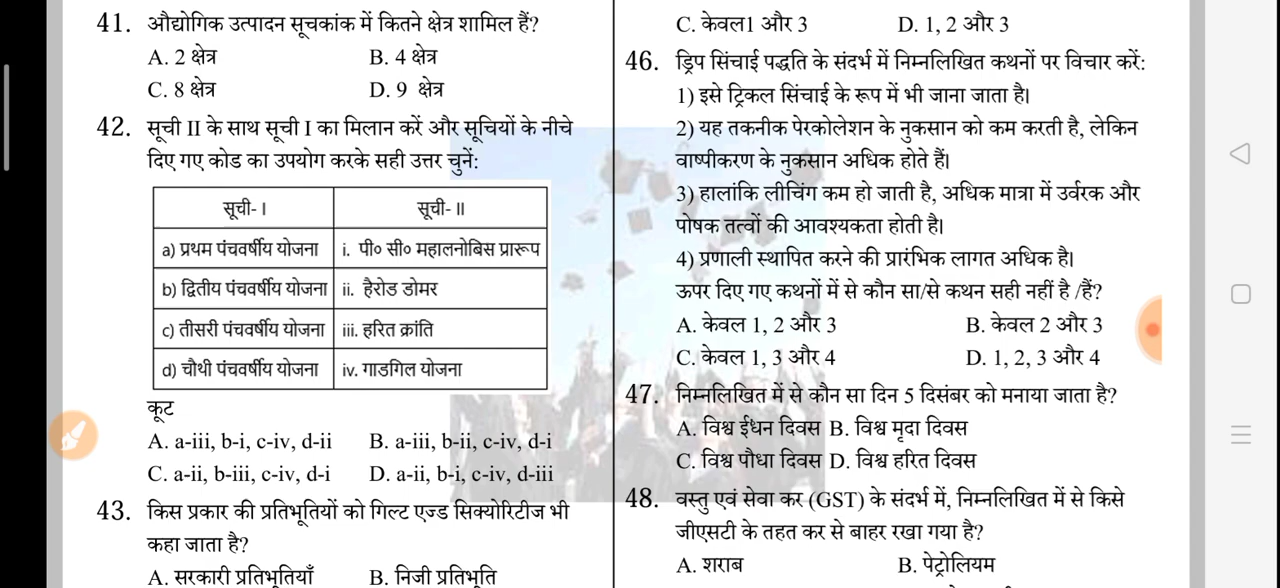 41. औद्योगिक उत्पादन सूचकांक में कितने क्षेत्र शामिल हैं?
A. 2 क्षेत्र B. 4 क्षेत्र
C. 8 क्षेत्र D. 9 क्षेत्र
42. सूची II के साथ सूची I का मिलान करें और सूचियों के नीचे
दिए गए कोड का उपयोग करके सही उत्तर चुनें:
सूची- I सूची- II
a) प्रथम पंचवर्षीय योजना i. पी० सी० महालनोबिस प्रारूप
b) द्वितीय पंचवर्षीय योजना ii. हैरोड डोमर
c) तीसरी पंचवर्षीय योजना iii. हरित क्रांति
d) चौथी पंचवर्षीय योजना iv. गाडगिल योजना
कूट
A. a-iii, b-i, c-iv, d-ii B. a-iii, b-ii, c-iv, d-i
C. a-ii, b-iii, c-iv, d-i D. a-ii, b-i, c-iv, d-iii
43. किस प्रकार की प्रतिभूतियों को गिल्ट एज्ड सिक्योरिटीज भी
कहा जाता है?
A. सरकारी प्रतिभूतियाँ B. निजी प्रतिभूति
C. केवल1 और 3 D. 1, 2 और 3
46. ड्रिप सिंचाई पद्धति के संदर्भ में निम्नलिखित कथनों पर विचार करें:
1) इसे ट्रिकल सिंचाई के रूप में भी जाना जाता है।
2) यह तकनीक पेरकोलेशन के नुकसान को कम करती है, लेकिन
वाष्पीकरण के नुकसान अधिक होते हैं।
3) हालांकि लीचिंग कम हो जाती है, अधिक मात्रा में उर्वरक और
पोषक तत्वों की आवश्यकता होती है।
4) प्रणाली स्थापित करने की प्रारंभिक लागत अधिक है।
ऊपर दिए गए कथनों में से कौन सा/से कथन सही नहीं है /हैं?
A. केवल 1, 2 और 3 B. केवल 2 और 3
C. केवल 1, 3 और 4 D. 1, 2, 3 और 4
47. निम्नलिखित में से कौन सा दिन 5 दिसंबर को मनाया जाता है?
A. विश्व ईधन दिवस B. विश्व मृदा दिवस
C. विश्व पौधा दिवस D. विश्व हरित दिवस
48. वस्तु एवं सेवा कर (GST) के संदर्भ में, निम्नलिखित में से किसे
जीएसटी के तहत कर से बाहर रखा गया है?
A. शराब B. पेट्रोलियम